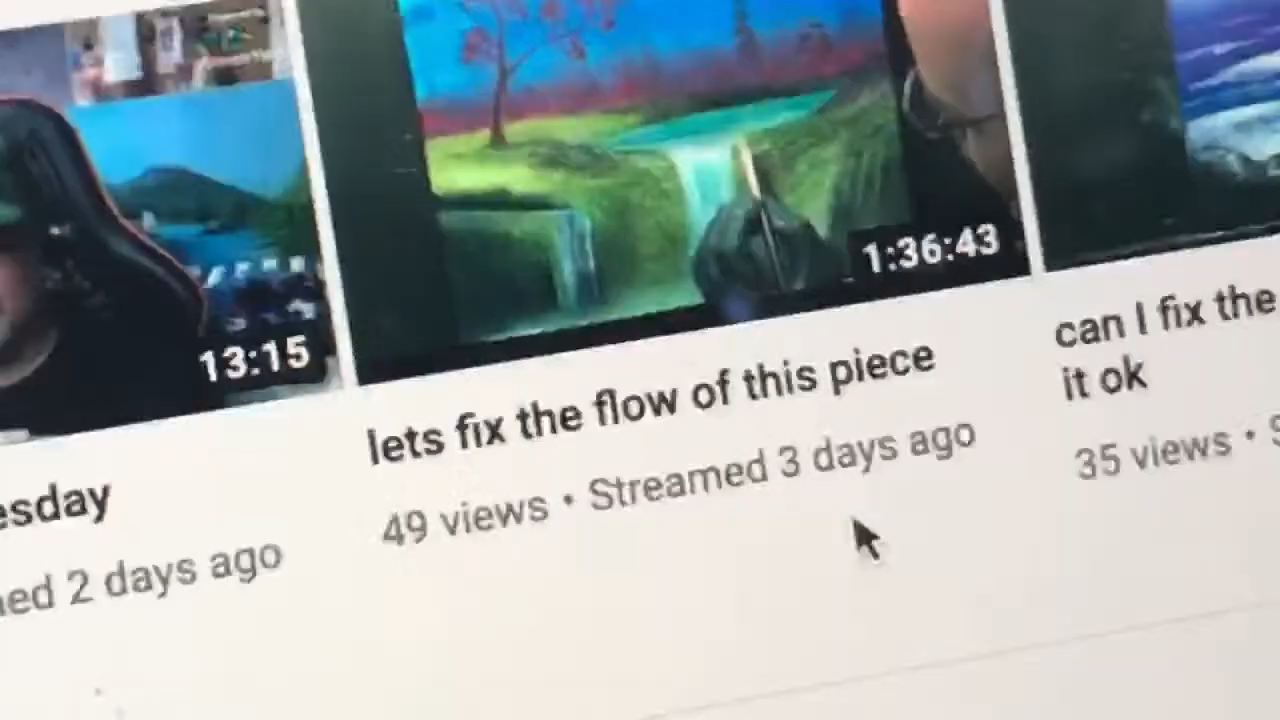 13:15
esday
ed 2 days ago
1:36:43
lets fix the flow of this piece
49 views • Streamed 3 days ago
can I fix the
it ok
35 views •